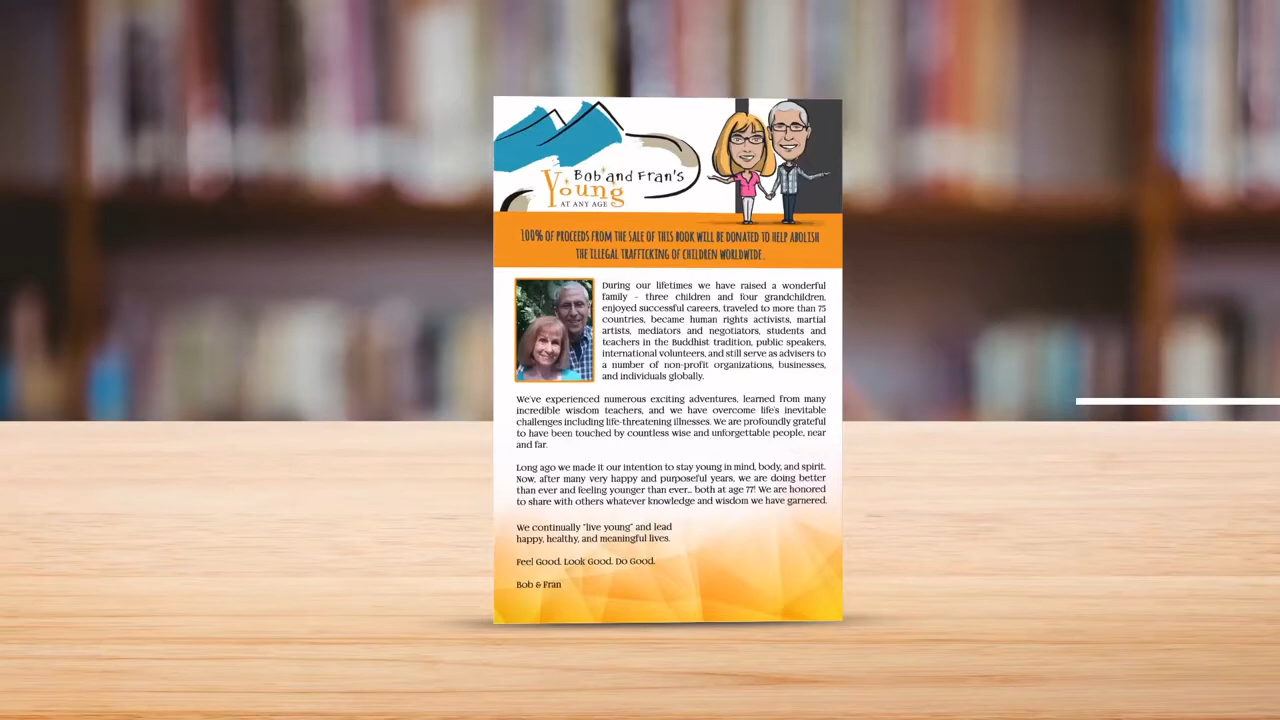 Bob and Fran's
Young
AT ANY AGE
100% OF PROCEEDS FROM THE SALE OF THIS BOOK WILL BE DONATED TO HELP ABOLISH
THE ILLEGAL TRAFFICKING OF CHILDREN WORLDWIDE.
During our lifetimes we have raised a wonderful
family – three children and four grandchildren,
enjoyed successful careers, traveled to more than 75
countries, became human rights activists, martial
artists, mediators and negotiators, students and
teachers in the Buddhist tradition, public speakers,
international volunteers, and still serve as advisers to
a number of non-profit organizations, businesses,
and individuals globally.
We've experienced numerous exciting adventures, learned from many
incredible wisdom teachers, and we have overcome life's inevitable
challenges including life-threatening illnesses. We are profoundly grateful
to have been touched by countless wise and unforgettable people, near
and far.
Long ago we made it our intention to stay young in mind, body, and spirit.
Now, after many very happy and purposeful years, we are doing better
than ever and feeling younger than ever... both at age 77! We are honored
to share with others whatever knowledge and wisdom we have garnered.
We continually "live young" and lead
happy, healthy, and meaningful lives.
Feel Good. Look Good. Do Good.
Bob & Fran